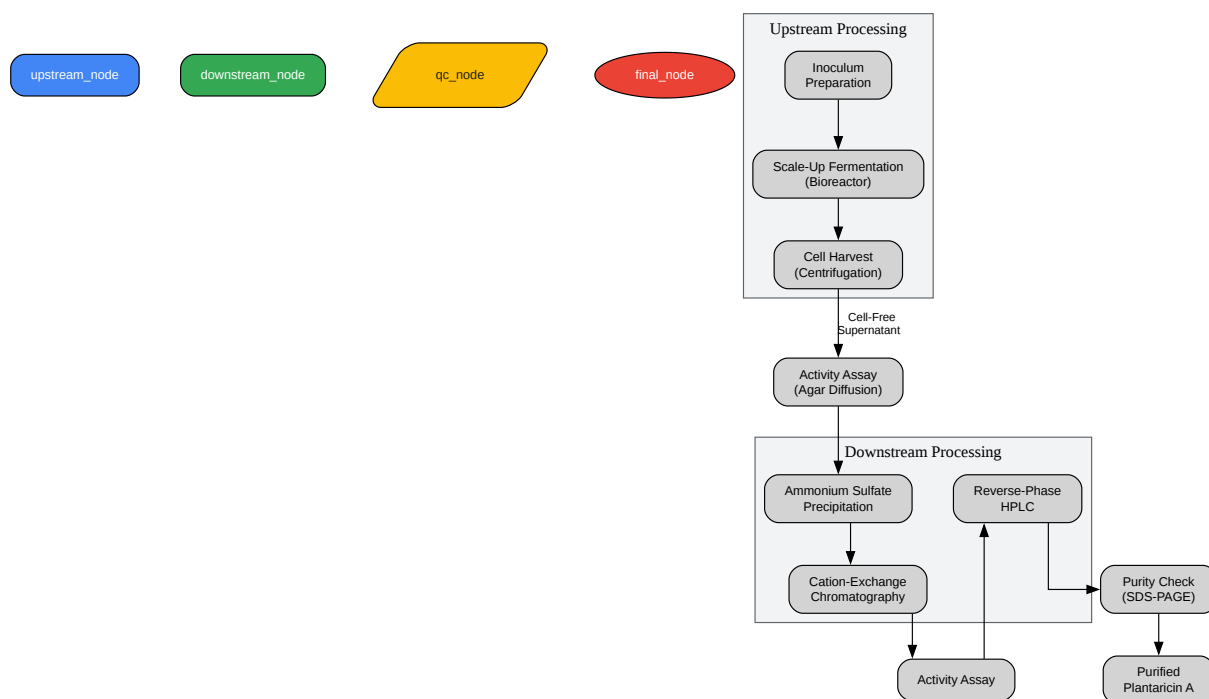 upstream_node
downstream_node
qc_node
final_node
Upstream Processing
Inoculum
Preparation
Scale-Up Fermentation
(Bioreactor)
Cell Harvest
(Centrifugation)
Cell-Free
Supernatant
Activity Assay
(Agar Diffusion)
Downstream Processing
Ammonium Sulfate
Precipitation
Reverse-Phase
HPLC
Cation-Exchange
Chromatography
Purity Check
(SDS-PAGE)
Activity Assay
Purified
Plantaricin A